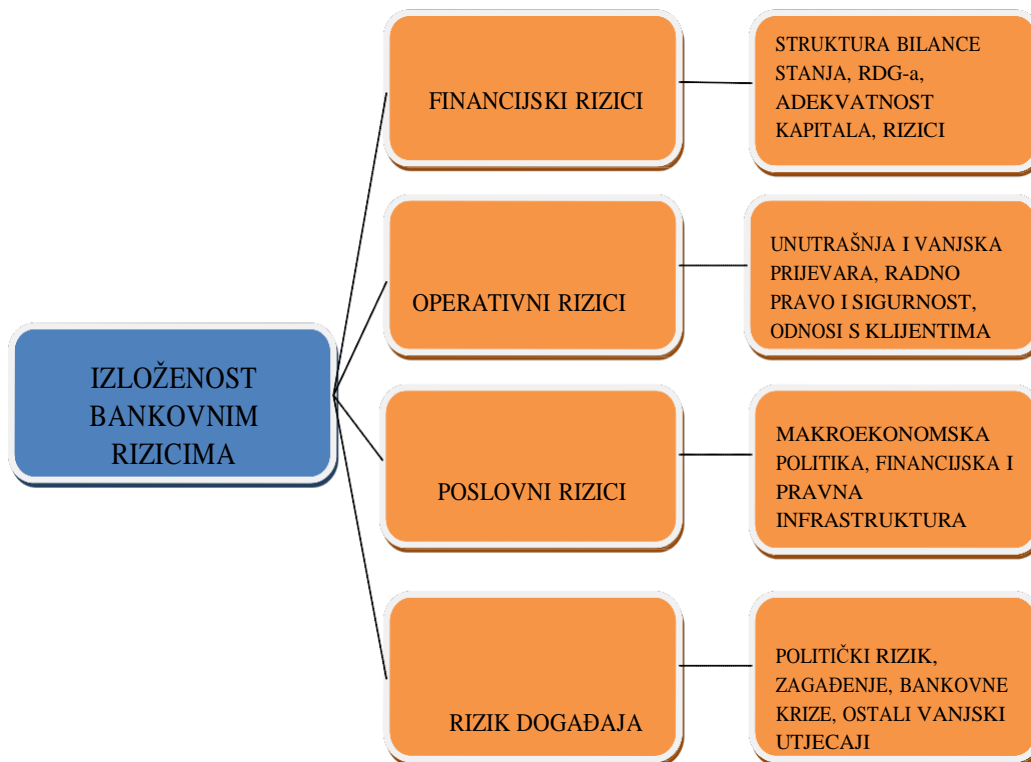 IZLOŽENOST
BANKOVNIM
RIZICIMA
FINANCIJSKI RIZICI
STRUKTURA BILANCE
STANJA, RDG-a,
ADEKVATNOST
KAPITALA, RIZICI
OPERATIVNI RIZICI
UNUTRAŠNJA I VANJSKA
PRIJEVARA, RADNO
PRAVO I SIGURNOST,
ODNOSI S KLIJENTIMA
POSLOVNI RIZICI
MAKROEKONOMSKA
POLITIKA, FINANCIJSKA I
PRAVNA
INFRASTRUKTURA
RIZIK DOGAĐAJA
POLITIČKI RIZIK,
ZAGAĐENJE, BANKOVNE
KRIZE, OSTALI VANJSKI
UTJECAJI